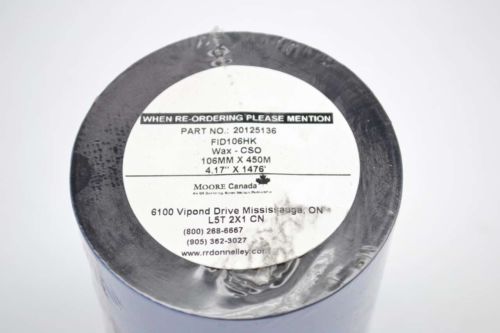 WHEN RE-ORDERING PLEASE MENTION
PART NO.: 20125136
FID106HK
Wax - CSO
106MM X 450M
4.17" X 1476'
MOORE Canada
6100 Vipond Drive Mississauga, ON
L5T 2X1 CN
(800) 268-6667
(905) 362-3027
www.rrdonnelley.com